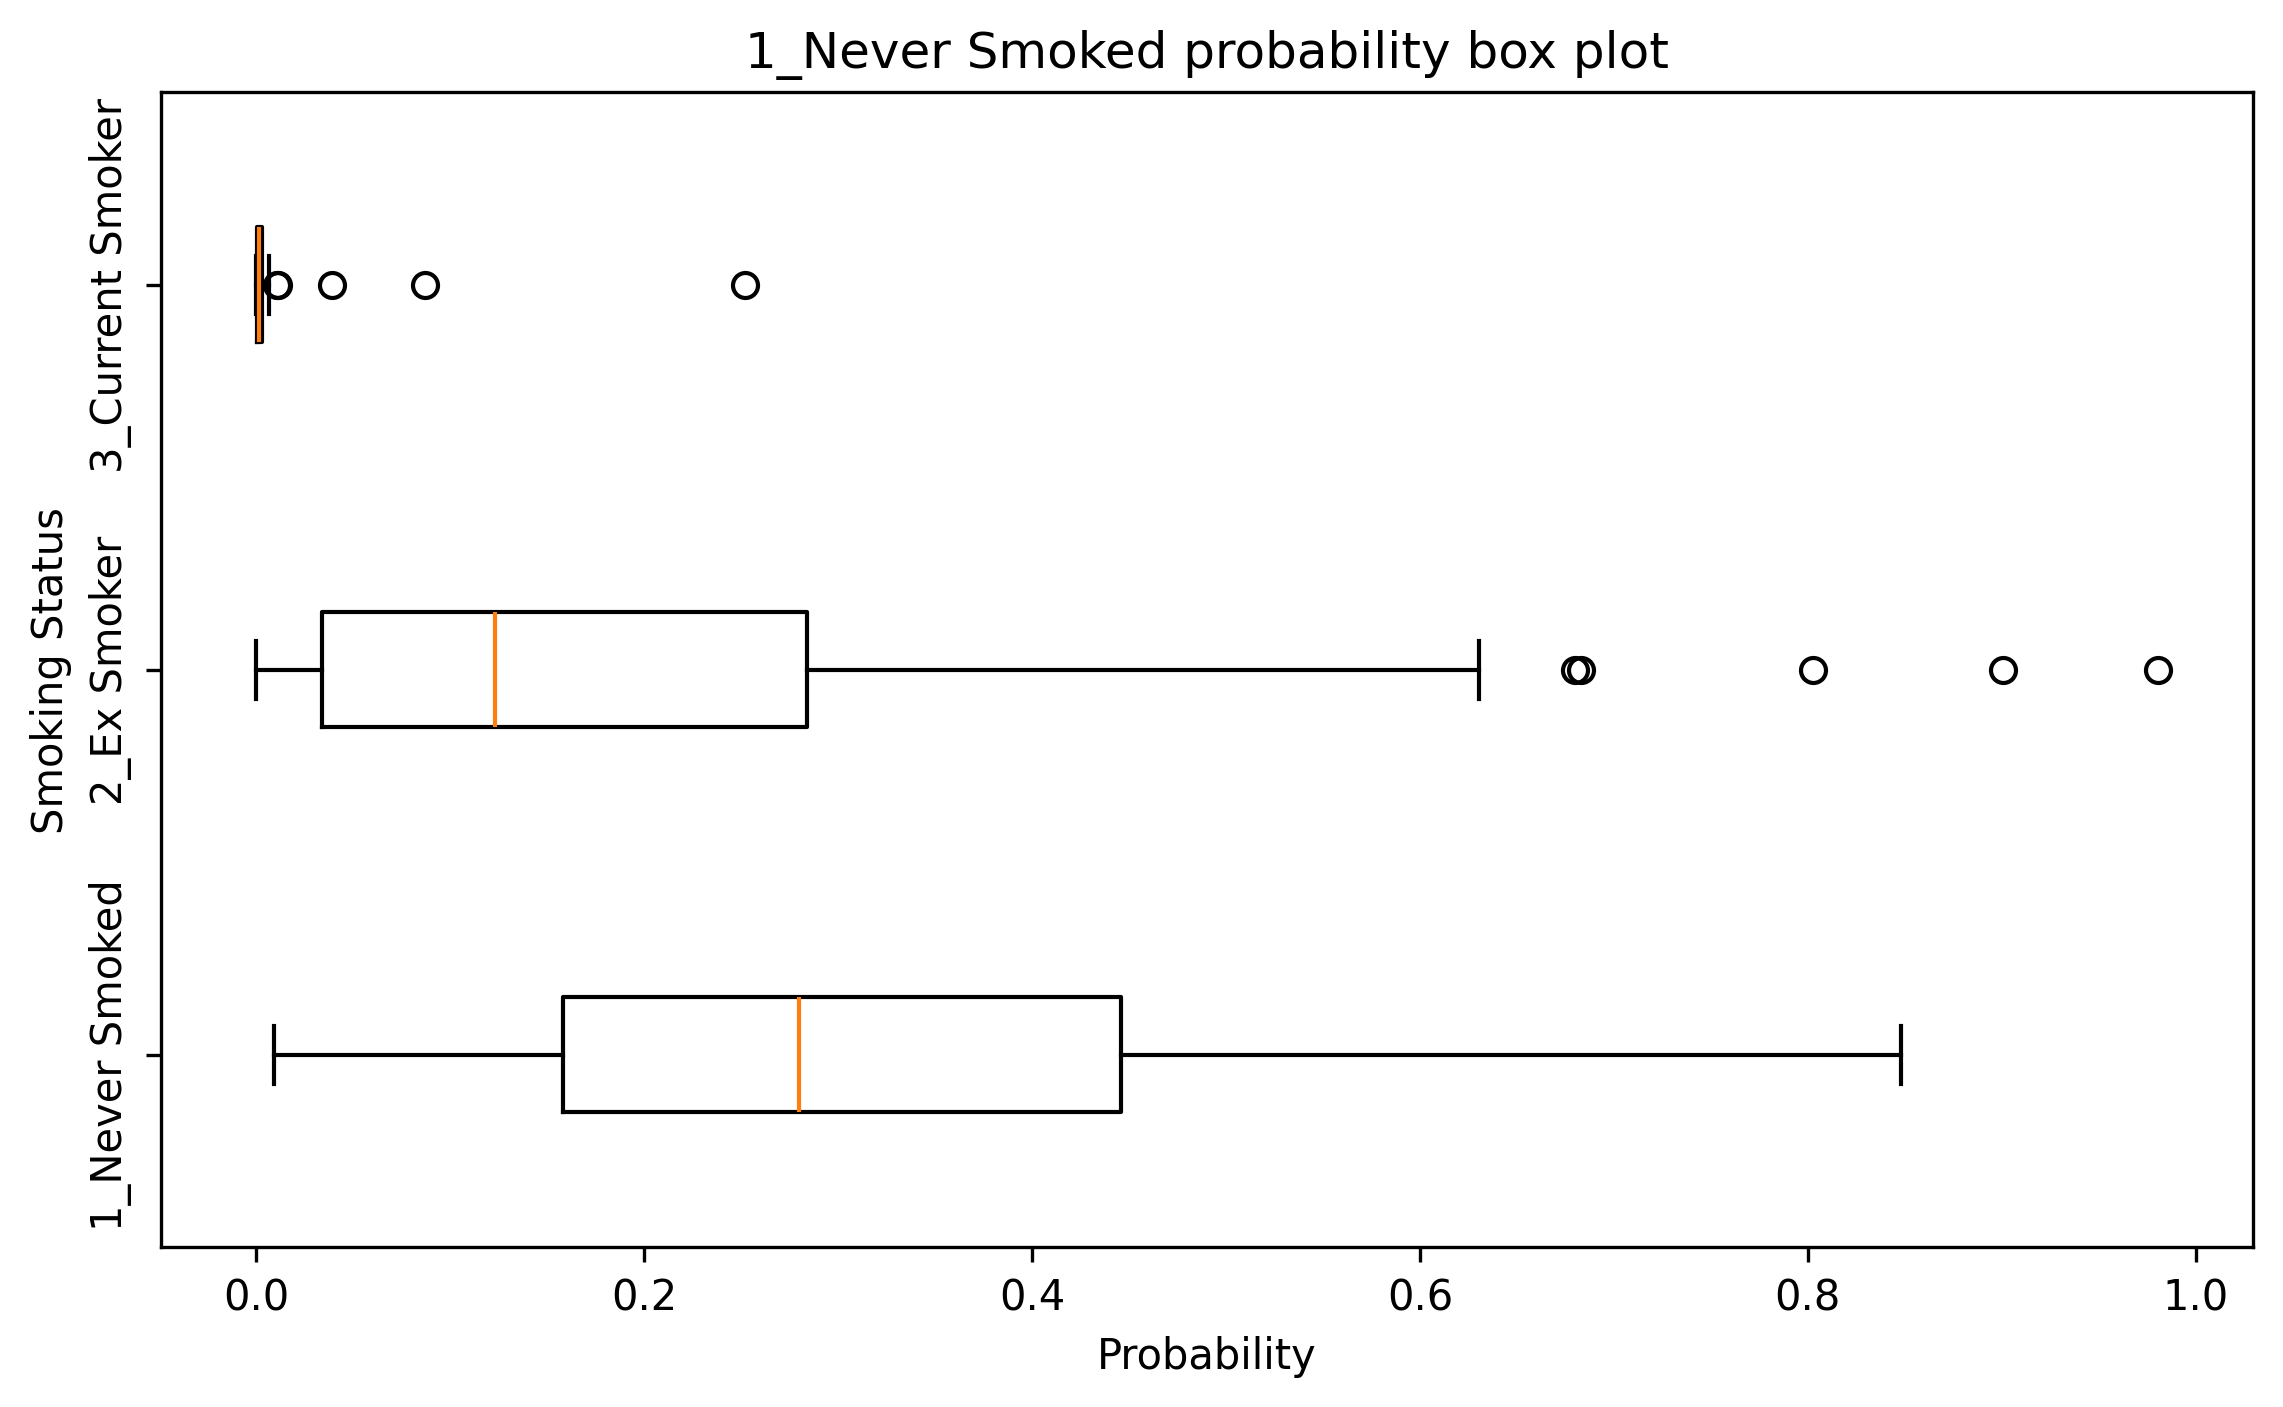 1_Never Smoked probability box plot
Smoking Status
3_Current Smoker
2_Ex Smoker
1_Never Smoked
0.0 0.2 0.4 0.6 0.8 1.0
Probability